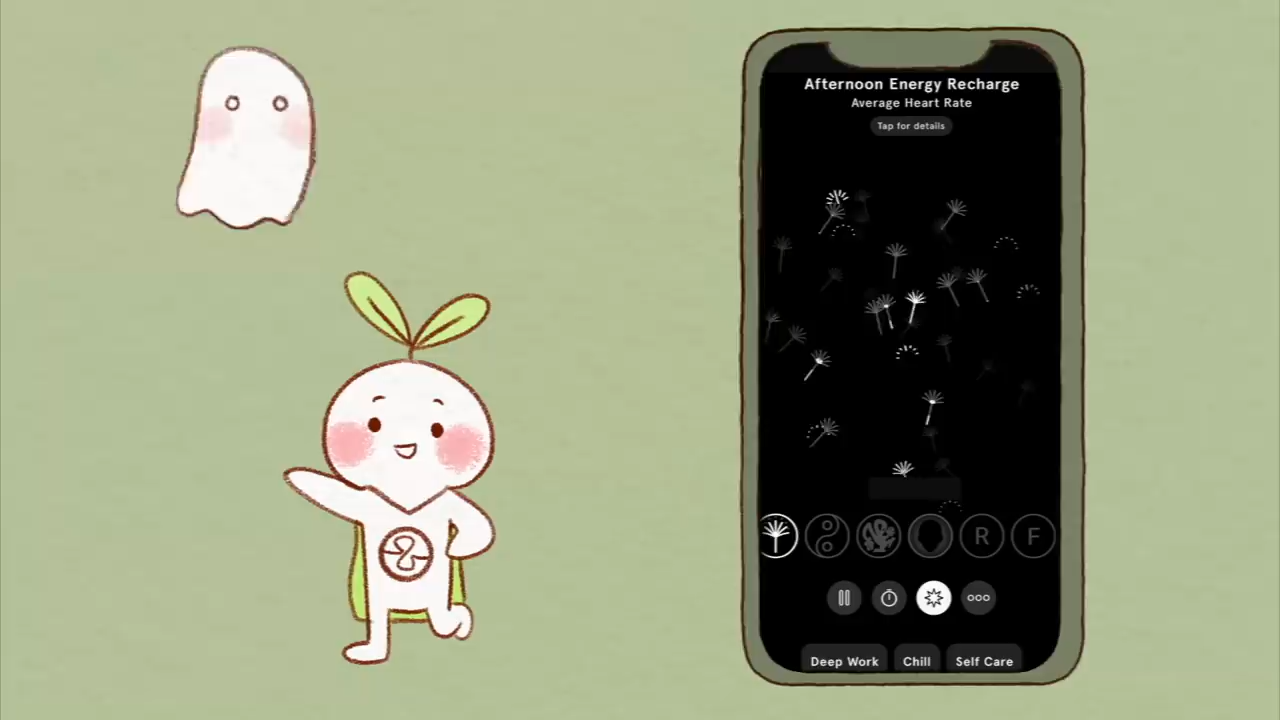 Afternoon Energy Recharge
Average Heart Rate
Tap for details
R
F
Deep Work
Chill
Self Care